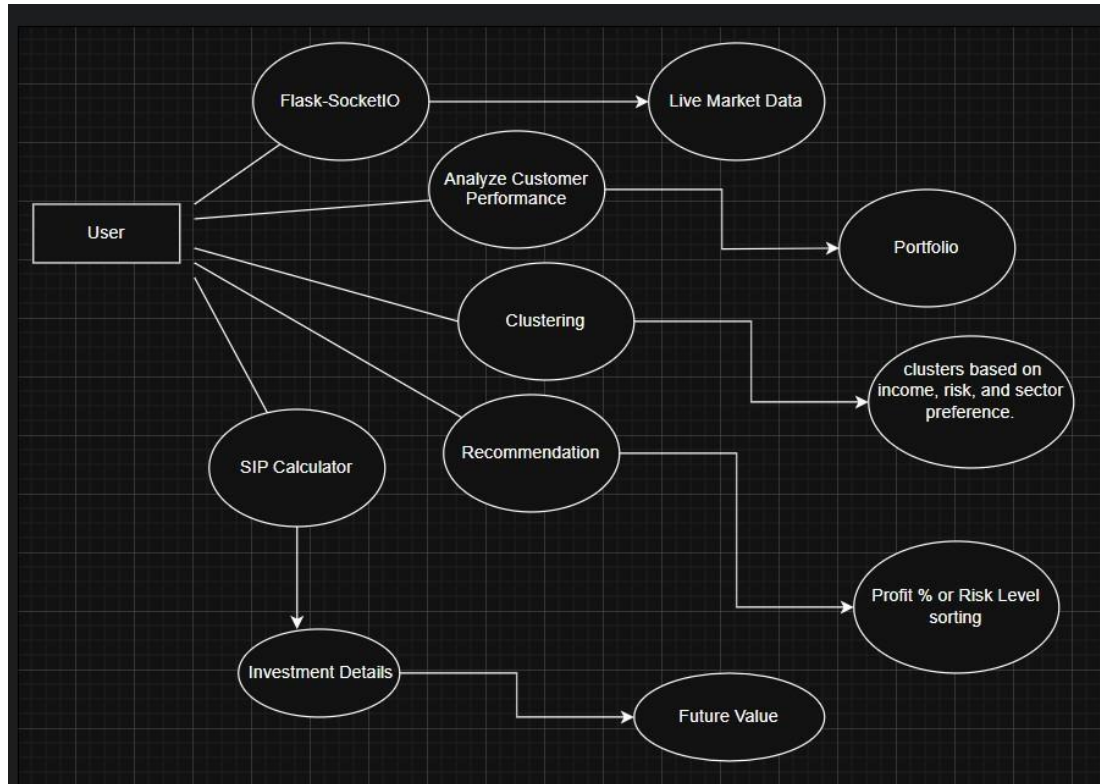 Flask-SocketIO
Live Market Data
Analyze Customer
Performance
User
Portfolio
Clustering
clusters based on
income, risk, and sector
preference.
SIP Calculator
Recommendation
Profit % or Risk Level
sorting
Investment Details
Future Value